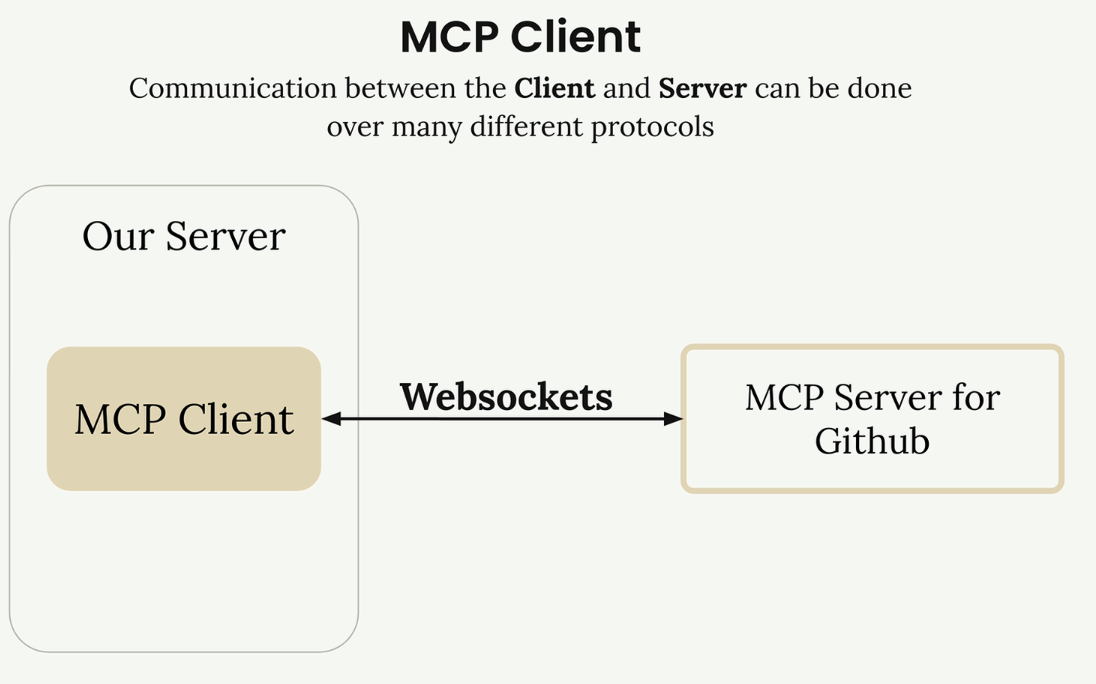 MCP Client
Communication between the Client and Server can be done
over many different protocols
Our Server
MCP Client
Websockets
MCP Server for
Github